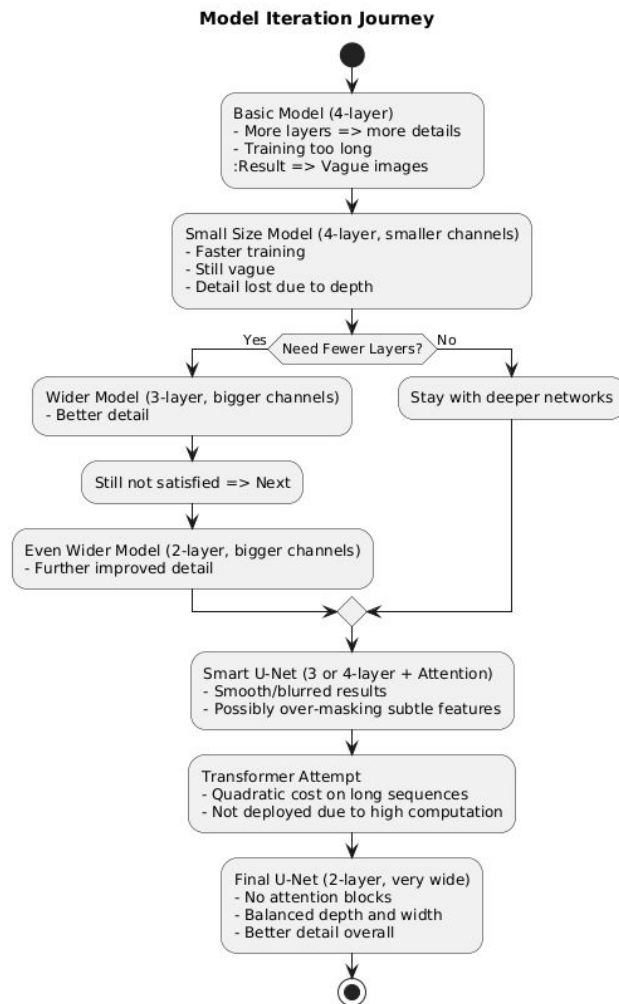 Model Iteration Journey
Basic Model (4-layer)
- More layers => more details
- Training too long
:Result => Vague images
Small Size Model (4-layer, smaller channels)
- Faster training
- Still vague
- Detail lost due to depth
Yes
Need Fewer Layers?
No
Wider Model (3-layer, bigger channels)
- Better detail
Stay with deeper networks
Still not satisfied => Next
Even Wider Model (2-layer, bigger channels)
- Further improved detail
Smart U-Net (3 or 4-layer + Attention)
- Smooth/blurred results
- Possibly over-masking subtle features
Transformer Attempt
- Quadratic cost on long sequences
- Not deployed due to high computation
Final U-Net (2-layer, very wide)
- No attention blocks
- Balanced depth and width
- Better detail overall